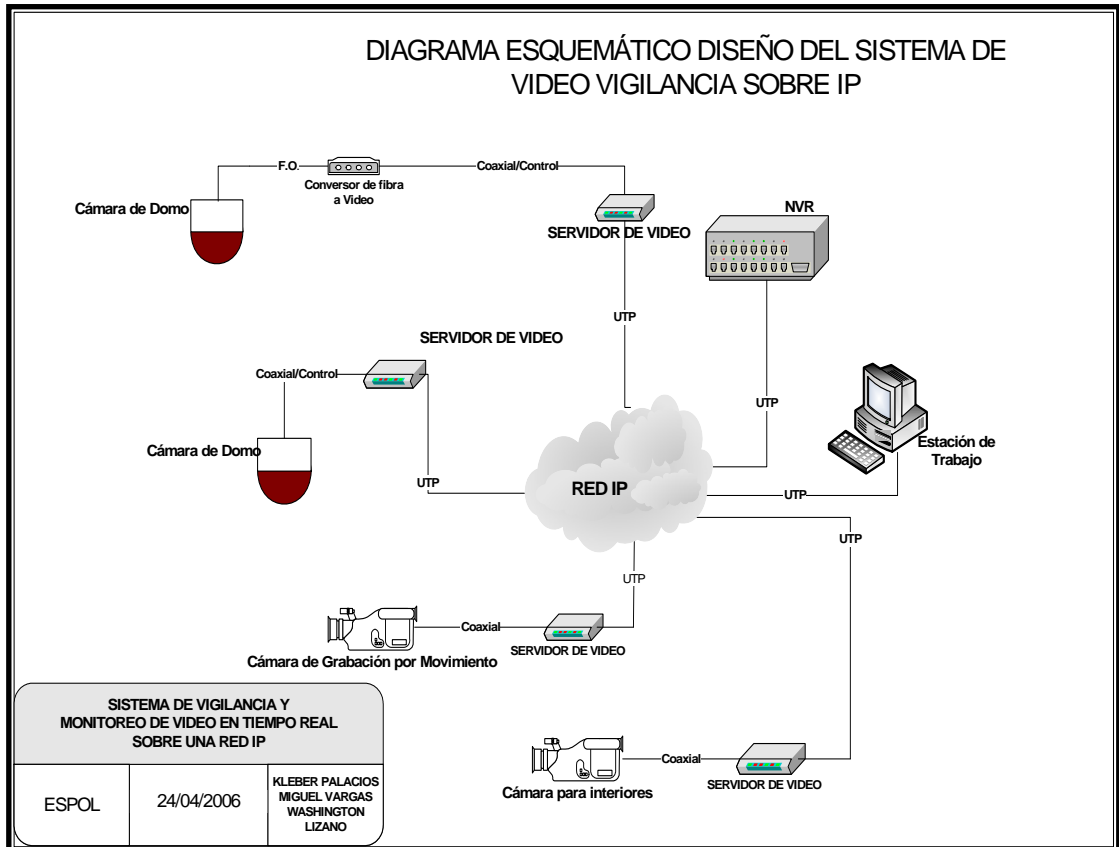 DIAGRAMA ESQUEMÁTICO DISEÑO DEL SISTEMA DE
VIDEO VIGILANCIA SOBRE IP
F.O.
Conversor de fibra
a Video
Coaxial/Control
Cámara de Domo
SERVIDOR DE VIDEO
NVR
UTP
SERVIDOR DE VIDEO
Coaxial/Control
UTP
Cámara de Domo
UTP
RED IP
Estación de
Trabajo
UTP
UTP
UTP
Coaxial
SERVIDOR DE VIDEO
Cámara de Grabación por Movimiento
Coaxial
SERVIDOR DE VIDEO
Cámara para interiores
SISTEMA DE VIGILANCIA Y
MONITOREO DE VIDEO EN TIEMPO REAL
SOBRE UNA RED IP
ESPOL
24/04/2006
KLEBER PALACIOS
MIGUEL VARGAS
WASHINGTON
LIZANO